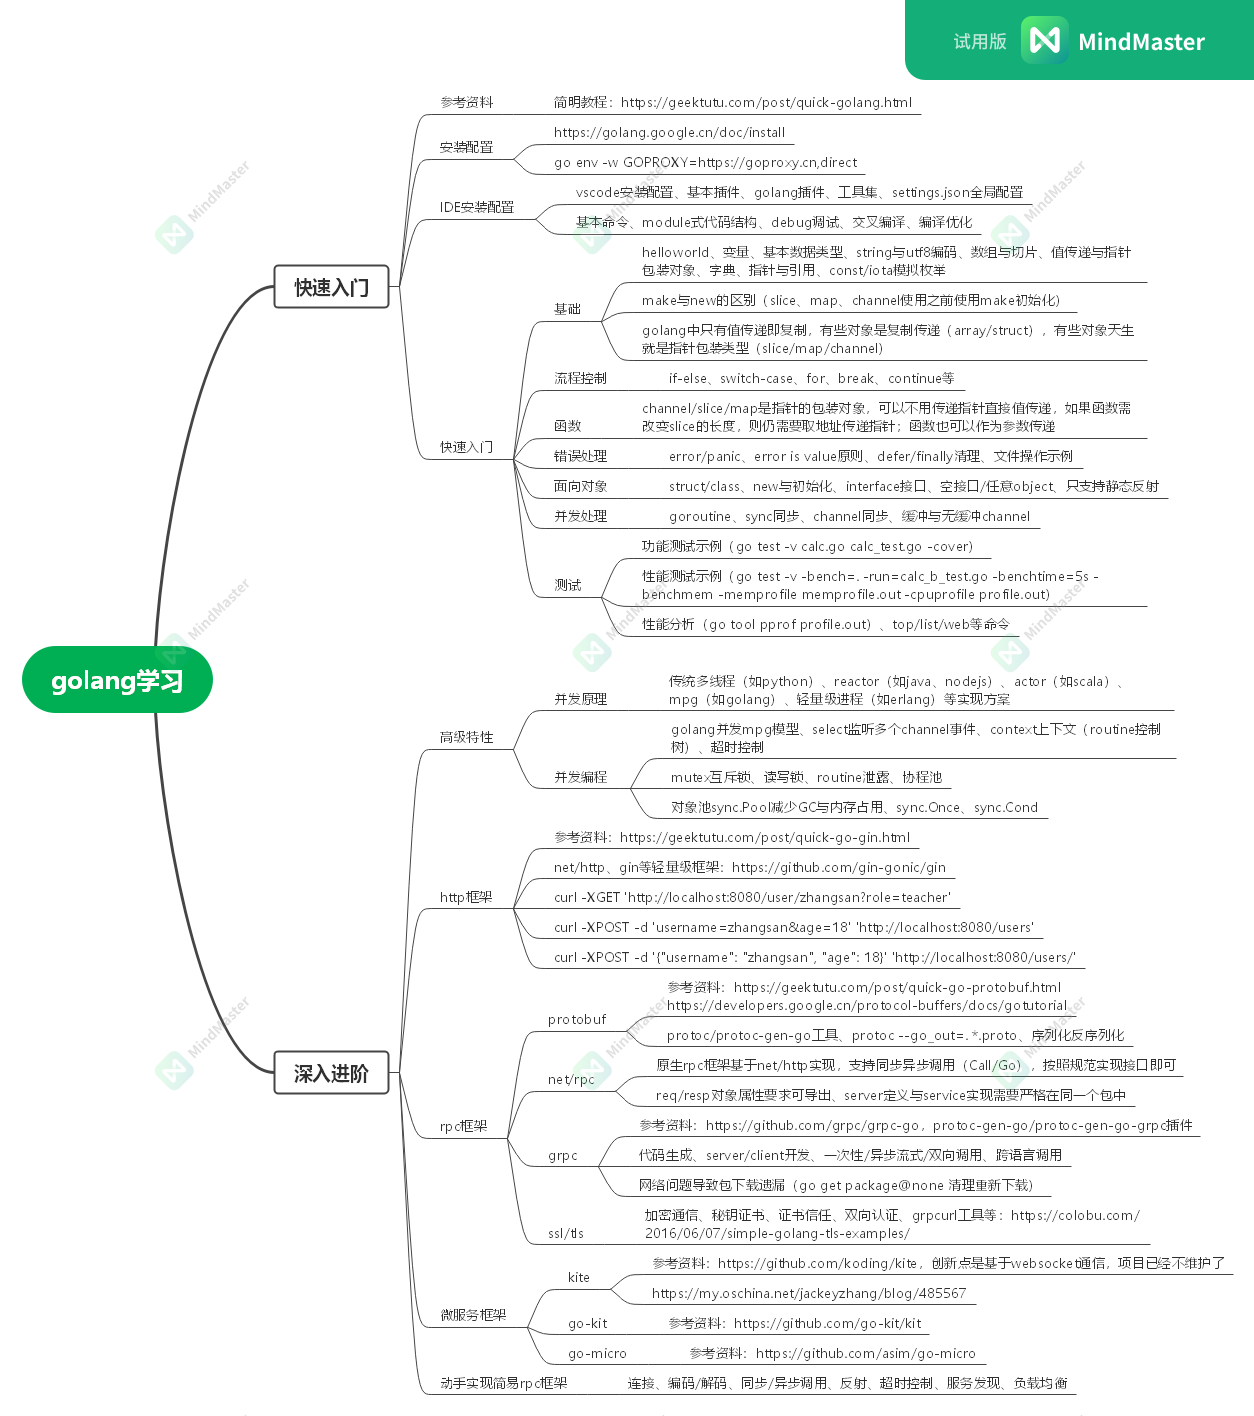 试用版 MindMaster
参考资料
简明教程：https://geektutu.com/post/quick-golang.html
安装配置
https://golang.google.cn/doc/install
go env -w GOPROXY=https://goproxy.cn,direct
IDE安装配置
vscode安装配置、基本插件、golang插件、工具集、settings.json全局配置
基本命令、module式代码结构、debug调试、交叉编译、编译优化
快速入门
快速入门
基础
helloworld、变量、基本数据类型、string与utf8编码、数组与切片、值传递与指针
包装对象、字典、指针与引用、const/iota模拟枚举
make与new的区别（slice、map、channel使用之前使用make初始化）
golang中只有值传递即复制，有些对象是复制传递（array/struct），有些对象天生
就是指针包装类型（slice/map/channel）
流程控制
if-else、switch-case、for、break、continue等
函数
channel/slice/map是指针的包装对象，可以不用传递指针直接值传递，如果函数需
改变slice的长度，则仍需要取地址传递指针；函数也可以作为参数传递
错误处理
error/panic、error is value原则、defer/finally清理、文件操作示例
面向对象
struct/class、new与初始化、interface接口、空接口/任意object、只支持静态反射
并发处理
goroutine、sync同步、channel同步、缓冲与无缓冲channel
测试
功能测试示例（go test -v calc.go calc_test.go -cover）
性能测试示例（go test -v -bench=. -run=calc_b_test.go -benchtime=5s -
benchmem -memprofile memprofile.out -cpuprofile profile.out）
性能分析（go tool pprof profile.out）、top/list/web等命令
golang学习
深入进阶
高级特性
并发原理
传统多线程（如python）、reactor（如java、nodejs）、actor（如scala）、
mpg（如golang）、轻量级进程（如erlang）等实现方案
并发编程
golang并发mpg模型、select监听多个channel事件、context上下文（routine控制
树）、超时控制
mutex互斥锁、读写锁、routine泄露、协程池
对象池sync.Pool减少GC与内存占用、sync.Once、sync.Cond
http框架
参考资料：https://geektutu.com/post/quick-go-gin.html
net/http、gin等轻量级框架：https://github.com/gin-gonic/gin
curl -XGET 'http://localhost:8080/user/zhangsan?role=teacher'
curl -XPOST -d 'username=zhangsan&age=18' 'http://localhost:8080/users'
curl -XPOST -d '{"username": "zhangsan", "age": 18}' 'http://localhost:8080/users/'
rpc框架
protobuf
参考资料：https://geektutu.com/post/quick-go-protobuf.html
https://developers.google.cn/protocol-buffers/docs/gotutorial
protoc/protoc-gen-go工具、protoc --go_out=. *.proto、序列化反序列化
net/rpc
原生rpc框架基于net/http实现，支持同步异步调用（Call/Go），按照规范实现接口即可
req/resp对象属性要求可导出、server定义与service实现需要严格在同一个包中
grpc
参考资料：https://github.com/grpc/grpc-go，protoc-gen-go/protoc-gen-go-grpc插件
代码生成、server/client开发、一次性/异步流式/双向调用、跨语言调用
网络问题导致包下载遗漏（go get package@none 清理重新下载）
ssl/tls
加密通信、秘钥证书、证书信任、双向认证、grpcurl工具等：https://colobu.com/
2016/06/07/simple-golang-tls-examples/
微服务框架
kite
参考资料：https://github.com/koding/kite，创新点是基于websocket通信，项目已经不维护了
https://my.oschina.net/jackeyzhang/blog/485567
go-kit
参考资料：https://github.com/go-kit/kit
go-micro
参考资料：https://github.com/asim/go-micro
动手实现简易rpc框架
连接、编码/解码、同步/异步调用、反射、超时控制、服务发现、负载均衡
MindMaster
MindMaster
MindMaster
MindMaster
MindMaster
MindMaster
MindMaster
MindMaster
MindMaster